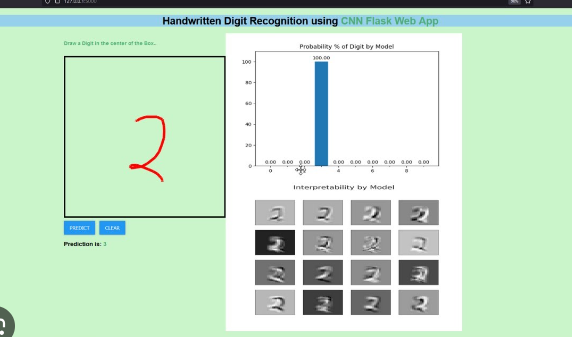 Handwritten Digit Recognition using CNN Flask Web App
Draw a Digit in the center of the Box..
2
PREDICT
CLEAR
Prediction is: 3
Probability % of Digit by Model
100.00
100
80
60
40
20
0
0.00 0.00 0.00 0.00 0.00 0.00 0.00 0.00 0.00
0 4 6 8
Interpretability by Model